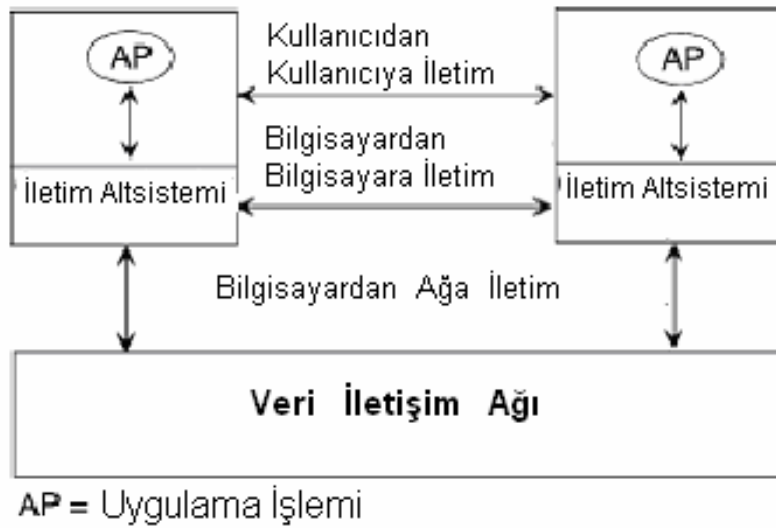 AP
Kullanıcıdan
Kullanıcıya İletim
AP
Bilgisayardan
Bilgisayara İletim
İletim Altsistemi
İletim Altsistemi
Bilgisayardan Ağa İletim
Veri İletişim Ağı
AP = Uygulama İşlemi